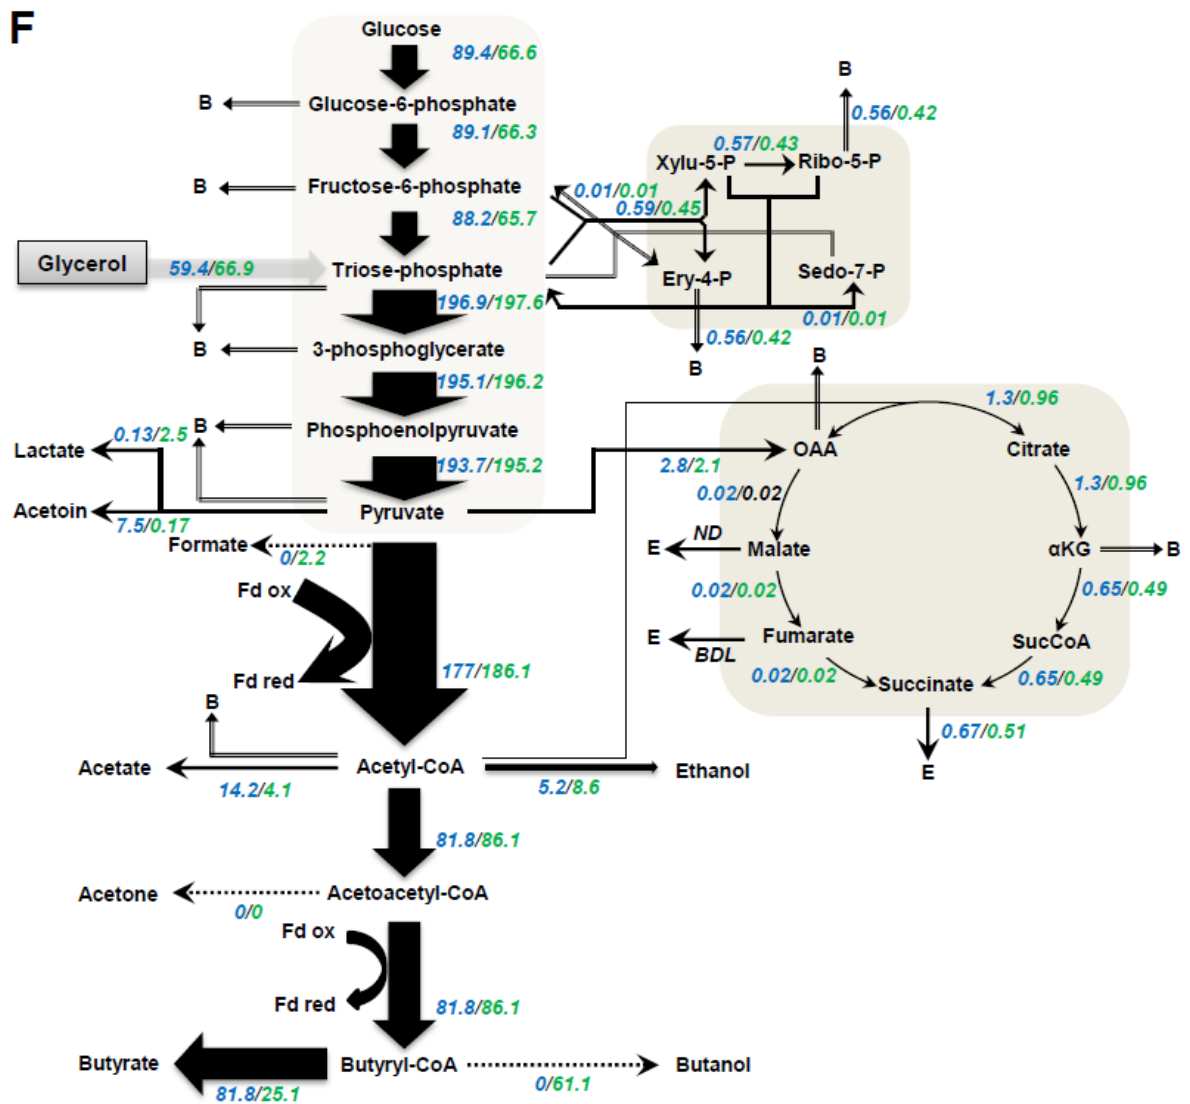 F
Glucose
89.4/66.6
B
Glucose-6-phosphate
89.1/66.3
B
Fructose-6-phosphate
88.2/65.7
Glycerol
59.4/66.9
Triose-phosphate
196.9/197.6
B
3-phosphoglycerate
195.1/196.2
B
Phosphoenolpyruvate
193.7/195.2
Lactate
0.13/2.5
Acetoin
7.5/0.17
Pyruvate
2.8/2.1
Formate
0/2.2
Fd ox
Fd red
177/186.1
B
Acetate
14.2/4.1
Acetyl-CoA
5.2/8.6
Ethanol
81.8/86.1
Acetone
0/0
Acetoacetyl-CoA
Fd ox
Fd red
81.8/86.1
Butyrate
81.8/25.1
Butyryl-CoA
0/61.1
Butanol
B
0.56/0.42
Xylu-5-P
0.57/0.43
Ribo-5-P
0.01/0.01
0.59/0.45
Ery-4-P
Sedo-7-P
0.01/0.01
0.56/0.42
B
B
1.3/0.96
OAA
Citrate
0.02/0.02
1.3/0.96
E
ND
Malate
αKG
B
0.02/0.02
0.65/0.49
E
BDL
Fumarate
SucCoA
0.02/0.02
Succinate
0.65/0.49
0.67/0.51
E